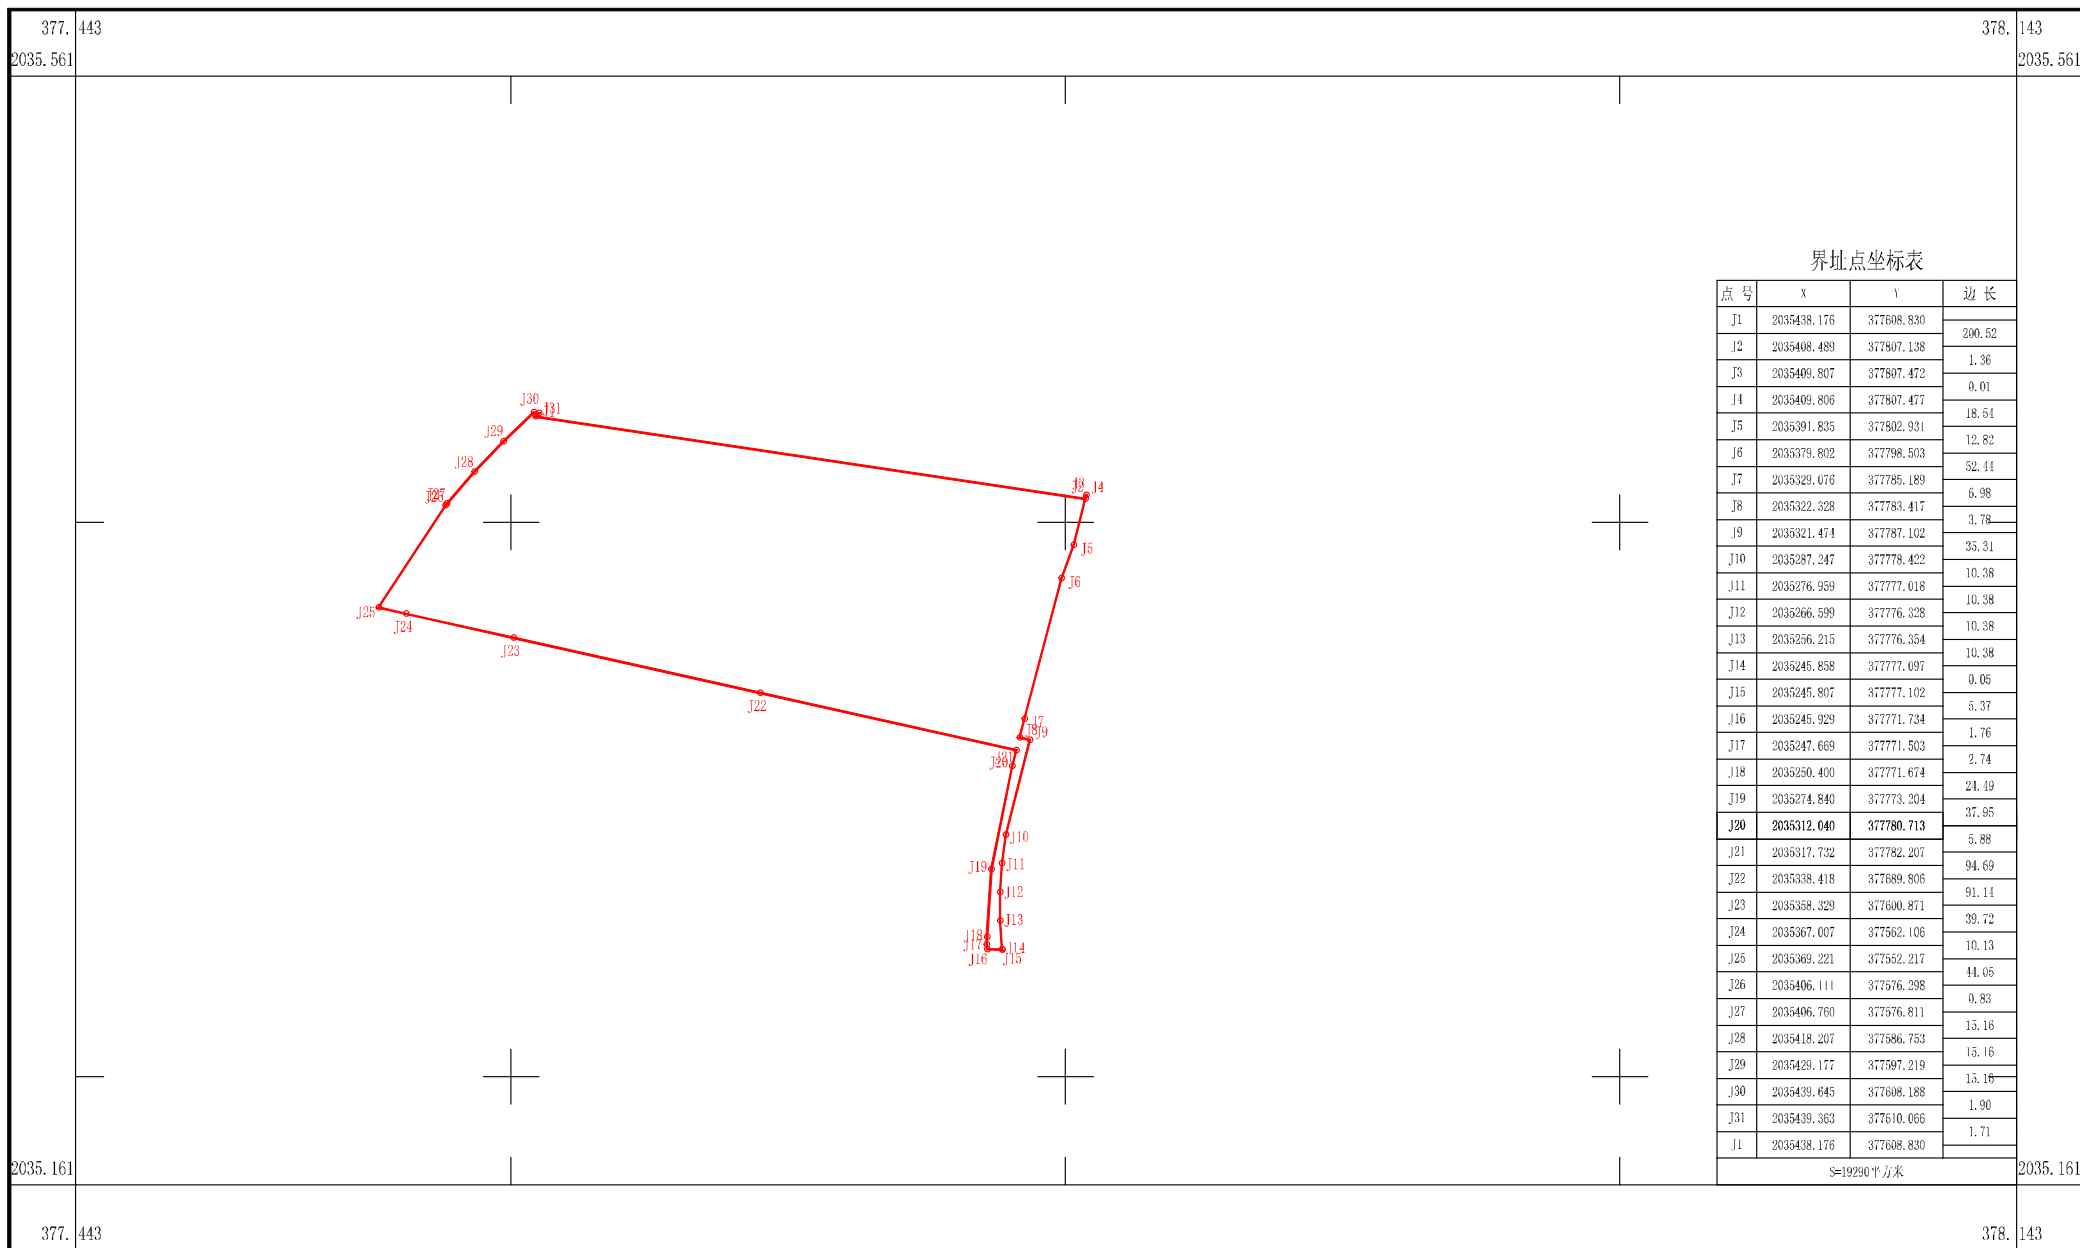 377. 443
378. 143
2035. 561
2035. 561
J30
J31
J1
J29
J28
J27
J26
J25
J24
J23
J22
J3
J2
J4
J5
J6
J7
J8
J9
J21
J20
J10
J19
J11
J12
J13
J18
J17
J14
J16
J15
界址点坐标表
点 号 X Y 边 长
J1 2035438.176 377608.830
200.52
J2 2035408.489 377807.138
1.36
J3 2035409.807 377807.472
0.01
J4 2035409.806 377807.477
18.54
J5 2035391.835 377802.931
12.82
J6 2035379.802 377798.503
52.44
J7 2035329.076 377785.189
6.98
J8 2035322.328 377783.417
3.78
J9 2035321.474 377787.102
35.31
J10 2035287.247 377778.422
10.38
J11 2035276.959 377777.018
10.38
J12 2035266.599 377776.328
10.38
J13 2035256.215 377776.354
10.38
J14 2035245.858 377777.097
0.05
J15 2035245.807 377777.102
5.37
J16 2035245.929 377771.734
1.76
J17 2035247.669 377771.503
2.74
J18 2035250.400 377771.674
24.49
J19 2035274.840 377773.204
37.95
J20 2035312.040 377780.713
5.88
J21 2035317.732 377782.207
94.69
J22 2035338.418 377689.806
91.14
J23 2035358.329 377600.871
39.72
J24 2035367.007 377562.106
10.13
J25 2035369.221 377552.217
44.05
J26 2035406.111 377576.298
0.83
J27 2035406.760 377576.811
15.16
J28 2035418.207 377586.753
15.16
J29 2035429.177 377597.219
15.16
J30 2035439.645 377608.188
1.90
J31 2035439.363 377610.066
1.71
J1 2035438.176 377608.830
S=19290平方米
2035. 161
2035. 161
377. 443
378. 143